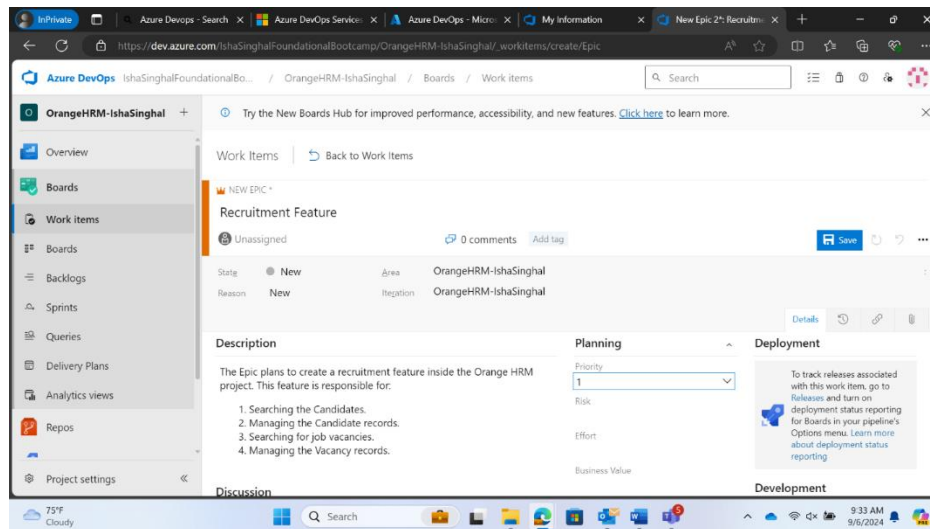 InPrivate
Azure Devops - Search
Azure DevOps Services
Azure DevOps - Micros
My Information
New Epic 2*: Recruitme
https://dev.azure.com/IshaSinghalFoundationalBootcamp/OrangeHRM-IshaSinghal/_workitems/create/Epic
Azure DevOps IshaSinghalFoundationalBo... / OrangeHRM-IshaSinghal / Boards / Work items
Search
OrangeHRM-IshaSinghal
Try the New Boards Hub for improved performance, accessibility, and new features. Click here to learn more.
Overview
Boards
Work items
Boards
Backlogs
Sprints
Queries
Delivery Plans
Analytics views
Repos
Project settings
Work Items
Back to Work Items
NEW EPIC *
Recruitment Feature
Unassigned
0 comments
Add tag
Save
State
New
Area
OrangeHRM-IshaSinghal
Reason
New
Iteration
OrangeHRM-IshaSinghal
Details
Description
The Epic plans to create a recruitment feature inside the Orange HRM
project. This feature is responsible for:
1. Searching the Candidates.
2. Managing the Candidate records.
3. Searching for job vacancies.
4. Managing the Vacancy records.
Discussion
Planning
Priority
1
Risk
Effort
Business Value
Deployment
To track releases associated
with this work item, go to
Releases and turn on
deployment status reporting
for Boards in your pipeline's
Options menu. Learn more
about deployment status
reporting
Development
75°F
Cloudy
Search
9:33 AM
9/6/2024